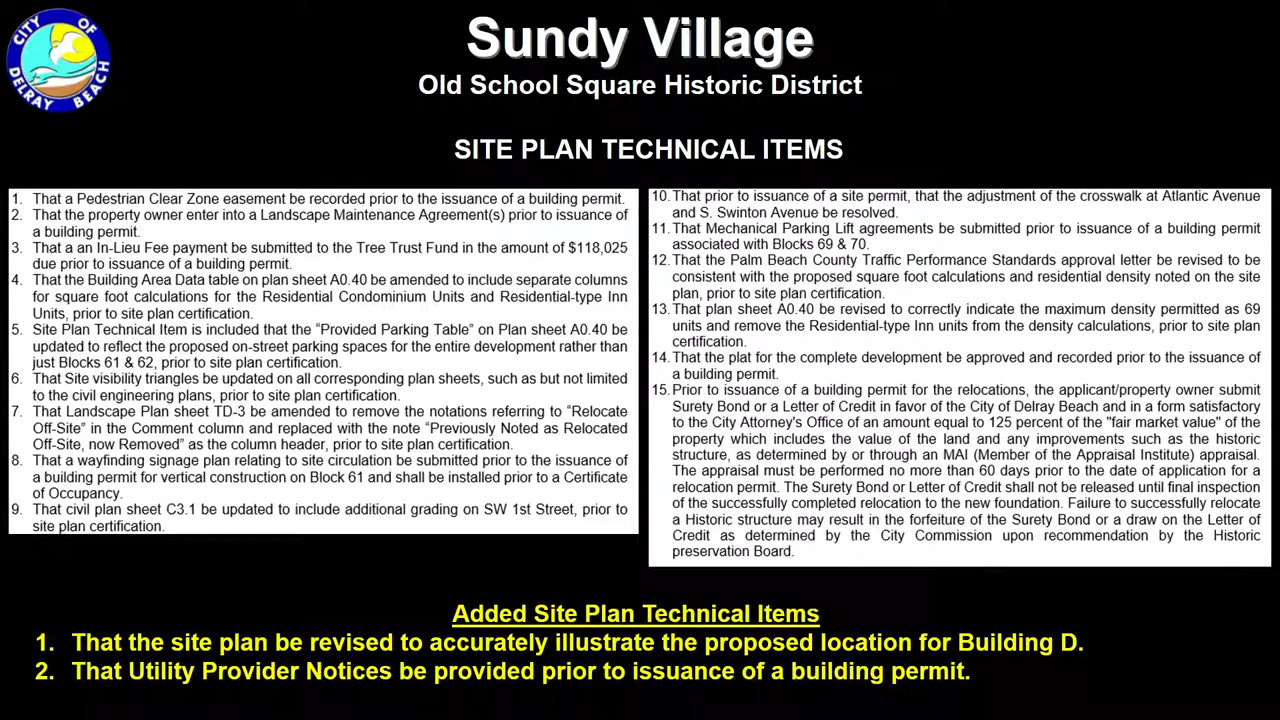 CITY OF
DELRAY BEACH
Sundy Village
Old School Square Historic District
SITE PLAN TECHNICAL ITEMS
1. That a Pedestrian Clear Zone easement be recorded prior to the issuance of a building permit.
2. That the property owner enter into a Landscape Maintenance Agreement(s) prior to issuance of
a building permit.
3. That a an In-Lieu Fee payment be submitted to the Tree Trust Fund in the amount of $118,025
due prior to issuance of a building permit.
4. That the Building Area Data table on plan sheet A0.40 be amended to include separate columns
for square foot calculations for the Residential Condominium Units and Residential-type Inn
Units, prior to site plan certification.
5. Site Plan Technical Item is included that the “Provided Parking Table” on Plan sheet A0.40 be
updated to reflect the proposed on-street parking spaces for the entire development rather than
just Blocks 61 & 62, prior to site plan certification.
6. That Site visibility triangles be updated on all corresponding plan sheets, such as but not limited
to the civil engineering plans, prior to site plan certification.
7. That Landscape Plan sheet TD-3 be amended to remove the notations referring to “Relocate
Off-Site” in the Comment column and replaced with the note “Previously Noted as Relocated
Off-Site, now Removed” as the column header, prior to site plan certification.
8. That a wayfinding signage plan relating to site circulation be submitted prior to the issuance of
a building permit for vertical construction on Block 61 and shall be installed prior to a Certificate
of Occupancy.
9. That civil plan sheet C3.1 be updated to include additional grading on SW 1st Street, prior to
site plan certification.
10. That prior to issuance of a site permit, that the adjustment of the crosswalk at Atlantic Avenue
and S. Swinton Avenue be resolved.
11. That Mechanical Parking Lift agreements be submitted prior to issuance of a building permit
associated with Blocks 69 & 70.
12. That the Palm Beach County Traffic Performance Standards approval letter be revised to be
consistent with the proposed square foot calculations and residential density noted on the site
plan, prior to site plan certification.
13. That plan sheet A0.40 be revised to correctly indicate the maximum density permitted as 69
units and remove the Residential-type Inn units from the density calculations, prior to site plan
certification.
14. That the plat for the complete development be approved and recorded prior to the issuance of
a building permit.
15. Prior to issuance of a building permit for the relocations, the applicant/property owner submit
Surety Bond or a Letter of Credit in favor of the City of Delray Beach and in a form satisfactory
to the City Attorney's Office of an amount equal to 125 percent of the "fair market value" of the
property which includes the value of the land and any improvements such as the historic
structure, as determined by or through an MAI (Member of the Appraisal Institute) appraisal.
The appraisal must be performed no more than 60 days prior to the date of application for a
relocation permit. The Surety Bond or Letter of Credit shall not be released until final inspection
of the successfully completed relocation to the new foundation. Failure to successfully relocate
a Historic structure may result in the forfeiture of the Surety Bond or a draw on the Letter of
Credit as determined by the City Commission upon recommendation by the Historic
preservation Board.
Added Site Plan Technical Items
1. That the site plan be revised to accurately illustrate the proposed location for Building D.
2. That Utility Provider Notices be provided prior to issuance of a building permit.